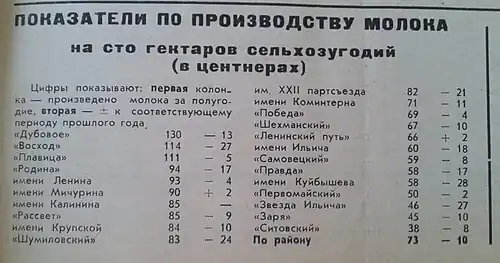 ПОКАЗАТЕЛИ ПО ПРОИЗВОДСТВУ МОЛОКА
на сто гектаров сельхозугодий
(в центнерах)
Цифры показывают: первая колон-
ка — произведено молока за полуго-
дие, вторая — ± к соответствующему
периоду прошлого года.
«Дубовое» 130 — 13
«Восход» 114 — 27
«Плавица» 111 — 5
«Родина» 94 — 17
имени Ленина 93 — 4
имени Мичурина 90 + 2
имени Калинина 85 —
«Рассвет» 85 — 9
имени Крупской 84 — 10
«Шумиловский» 83 — 24
им. XXII партсъезда 82 — 21
имени Коминтерна 71 — 11
«Победа» 69 — 4
«Шехманский» 67 — 10
«Ленинский путь» 66 + 2
имени Ильича 60 — 18
«Самовецкий» 59 — 8
«Правда» 58 — 17
имени Куйбышева 58 — 28
«Первомайский» 50 — 2
«Звезда Ильича» 46 — 27
«Заря» 45 — 10
«Ситовский» 38 — 8
По району 73 — 10